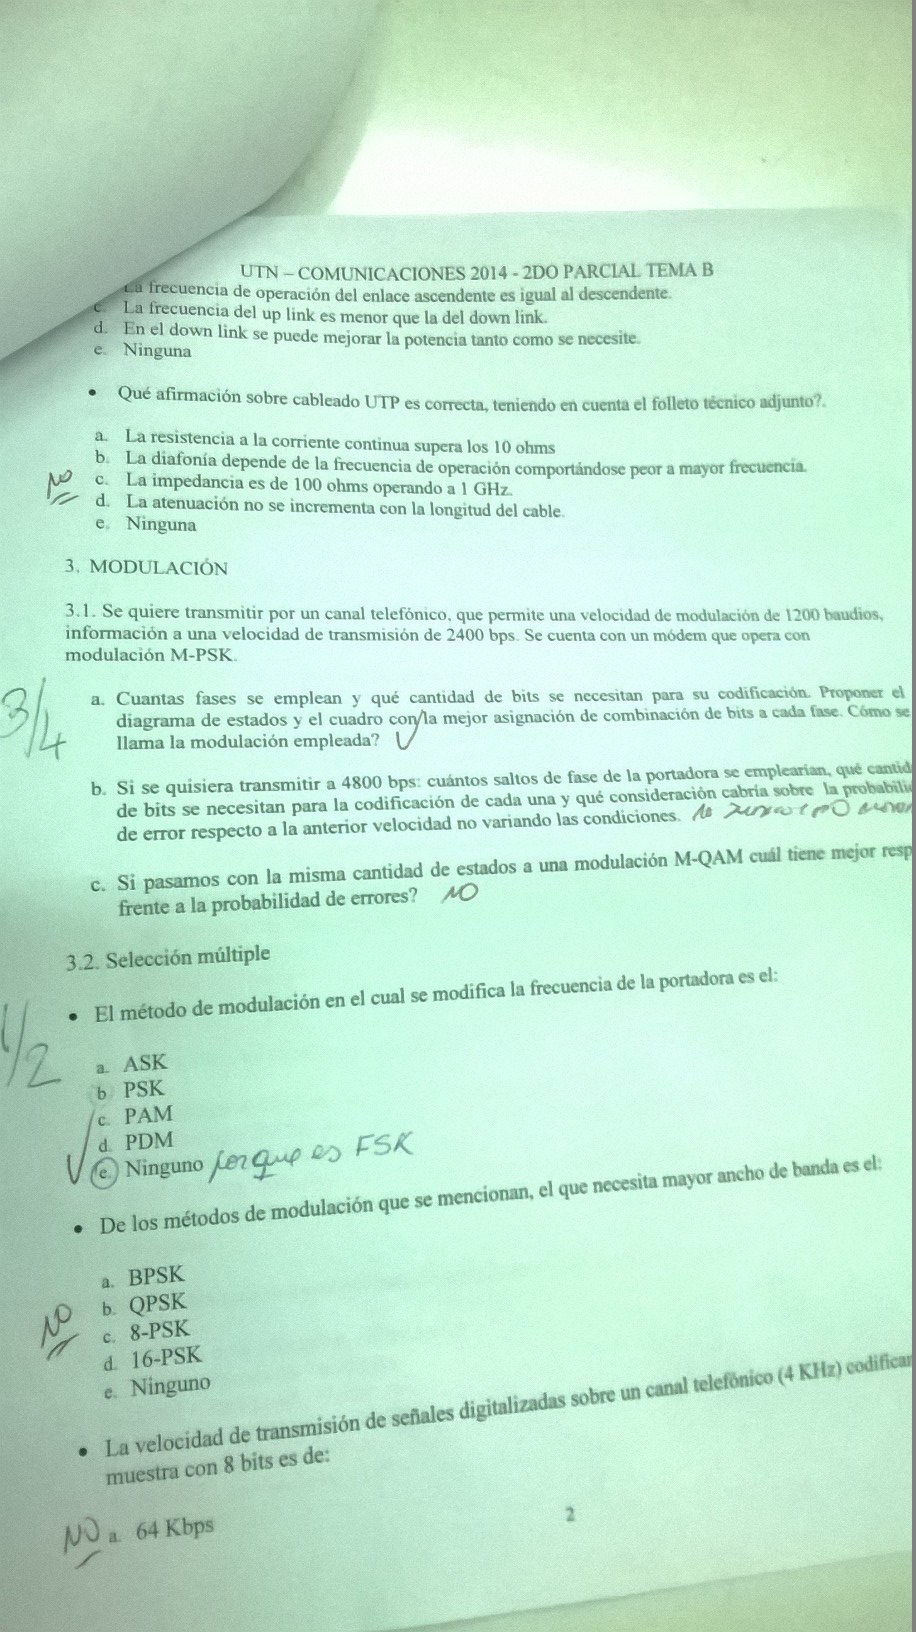 UTN – COMUNICACIONES 2014 - 2DO PARCIAL TEMA B
La frecuencia de operación del enlace ascendente es igual al descendente.
c. La frecuencia del up link es menor que la del down link.
d. En el down link se puede mejorar la potencia tanto como se necesite.
e. Ninguna
• Qué afirmación sobre cableado UTP es correcta, teniendo en cuenta el folleto técnico adjunto?.
a. La resistencia a la corriente continua supera los 10 ohms
b. La diafonía depende de la frecuencia de operación comportándose peor a mayor frecuencia.
NO c. La impedancia es de 100 ohms operando a 1 GHz.
d. La atenuación no se incrementa con la longitud del cable.
e. Ninguna
3. MODULACIÓN
3.1. Se quiere transmitir por un canal telefónico, que permite una velocidad de modulación de 1200 baudios,
información a una velocidad de transmisión de 2400 bps. Se cuenta con un módem que opera con
modulación M-PSK.
3/4 a. Cuantas fases se emplean y qué cantidad de bits se necesitan para su codificación. Proponer el
diagrama de estados y el cuadro con la mejor asignación de combinación de bits a cada fase. Cómo se
llama la modulación empleada?
b. Si se quisiera transmitir a 4800 bps: cuántos saltos de fase de la portadora se emplearían, qué cantid
de bits se necesitan para la codificación de cada una y qué consideración cabría sobre la probabili
de error respecto a la anterior velocidad no variando las condiciones.
c. Si pasamos con la misma cantidad de estados a una modulación M-QAM cuál tiene mejor resp
frente a la probabilidad de errores? NO
3.2. Selección múltiple
• El método de modulación en el cual se modifica la frecuencia de la portadora es el:
1/2
a. ASK
b. PSK
c. PAM
d. PDM
e. Ninguno porque es FSK
• De los métodos de modulación que se mencionan, el que necesita mayor ancho de banda es el:
a. BPSK
b. QPSK
NO c. 8-PSK
d. 16-PSK
e. Ninguno
• La velocidad de transmisión de señales digitalizadas sobre un canal telefónico (4 KHz) codifica
muestra con 8 bits es de:
NO a. 64 Kbps
2